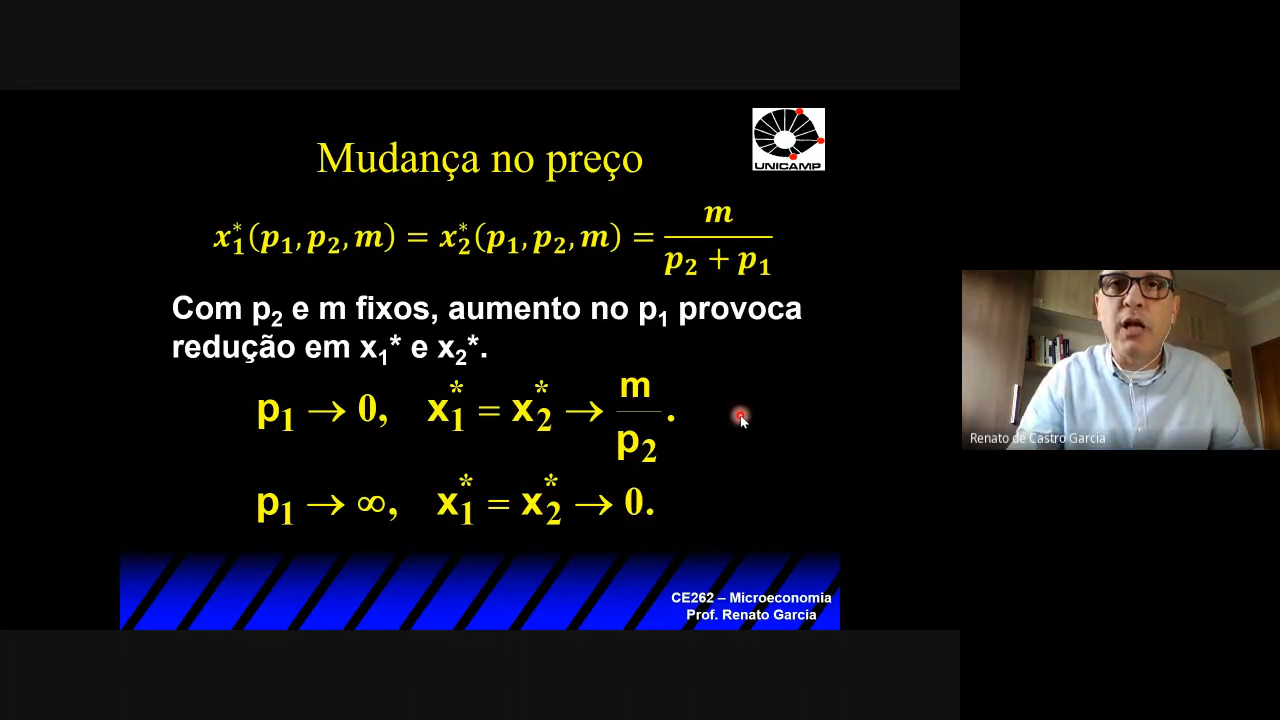 Mudança no preço
UNICAMP
x₁*(p₁, p₂, m) = x₂*(p₁, p₂, m) = m / (p₂ + p₁)
Com p₂ e m fixos, aumento no p₁ provoca
redução em x₁* e x₂*.
p₁ → 0, x₁* = x₂* → m / p₂.
p₁ → ∞, x₁* = x₂* → 0.
CE262 – Microeconomia
Prof. Renato Garcia
Renato de Castro Garcia